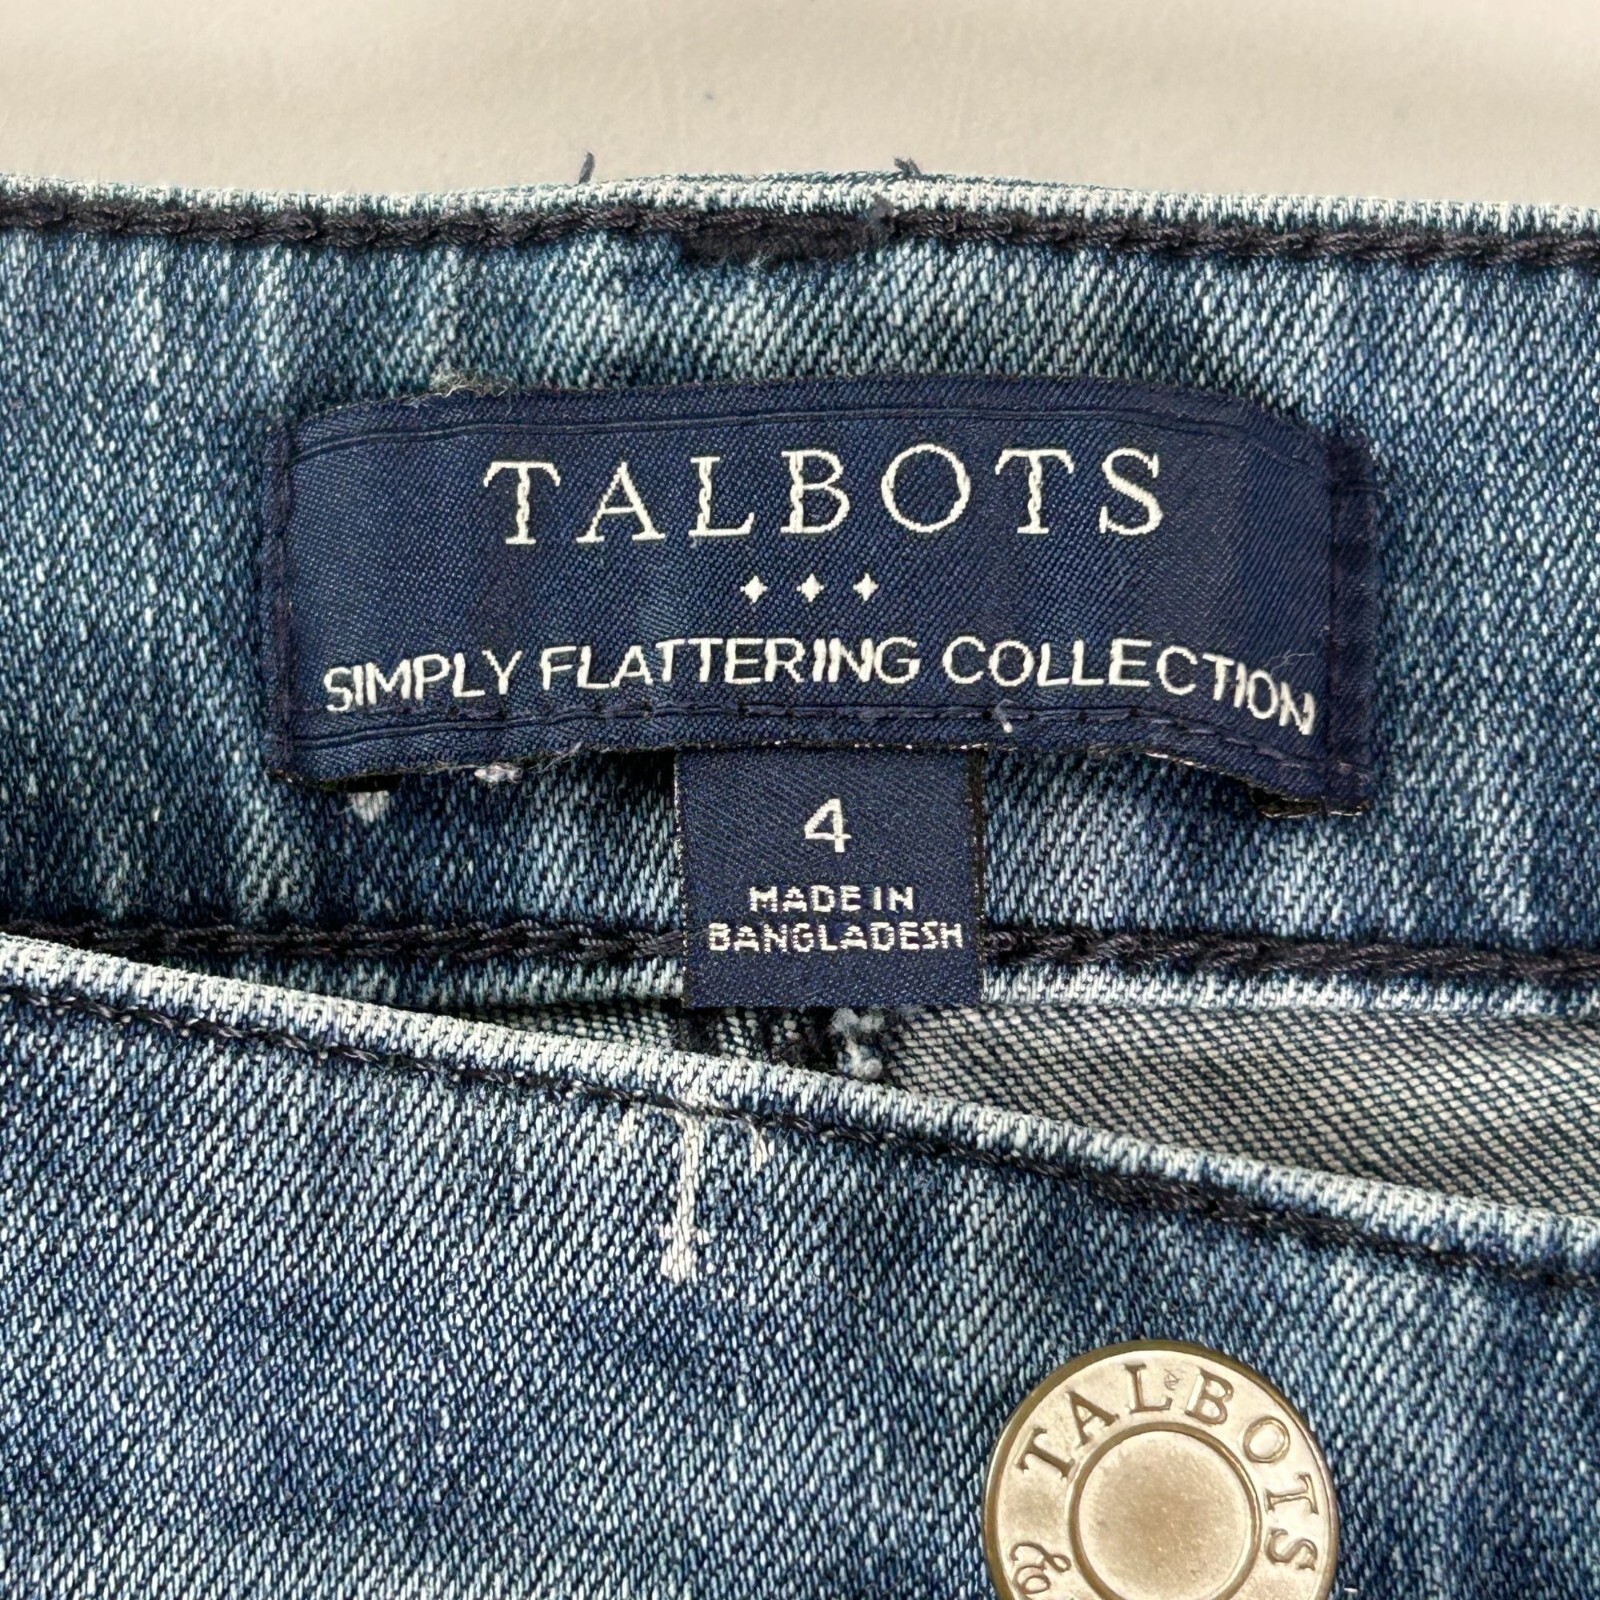 TALBOTS
SIMPLY FLATTERING COLLECTION
4
MADE IN
BANGLADESH
TALBOTS